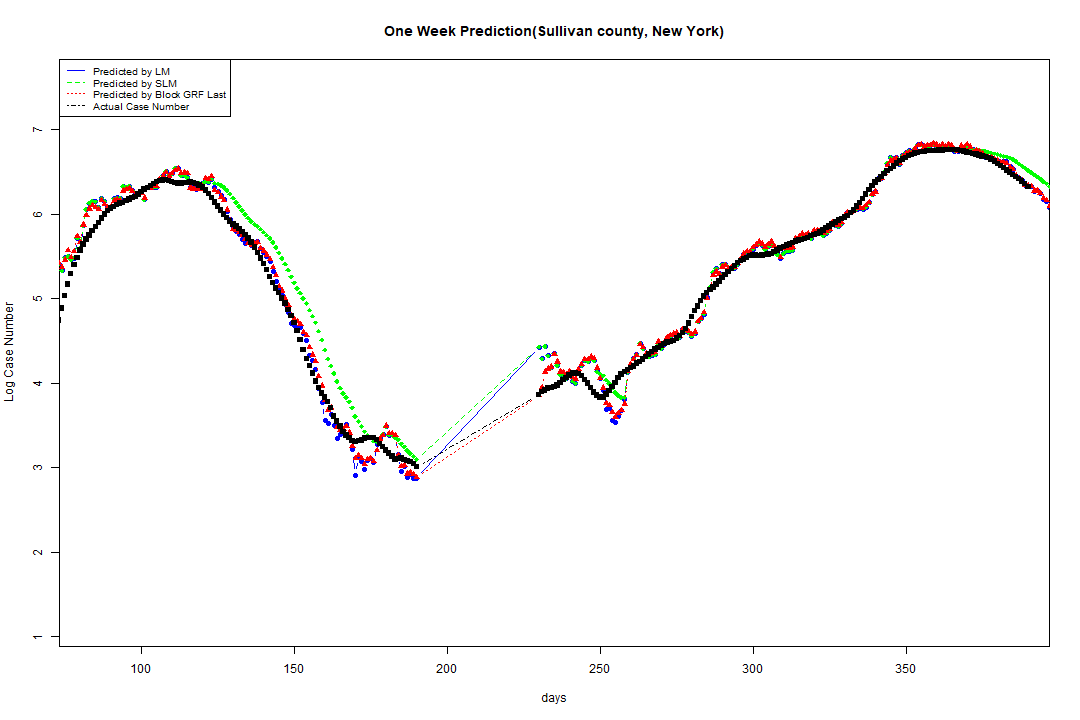 One Week Prediction(Sullivan county, New York)
Predicted by LM
Predicted by SLM
Predicted by Block GRF Last
Actual Case Number
Log Case Number
7
6
5
4
3
2
1
100 150 200 250 300 350
days